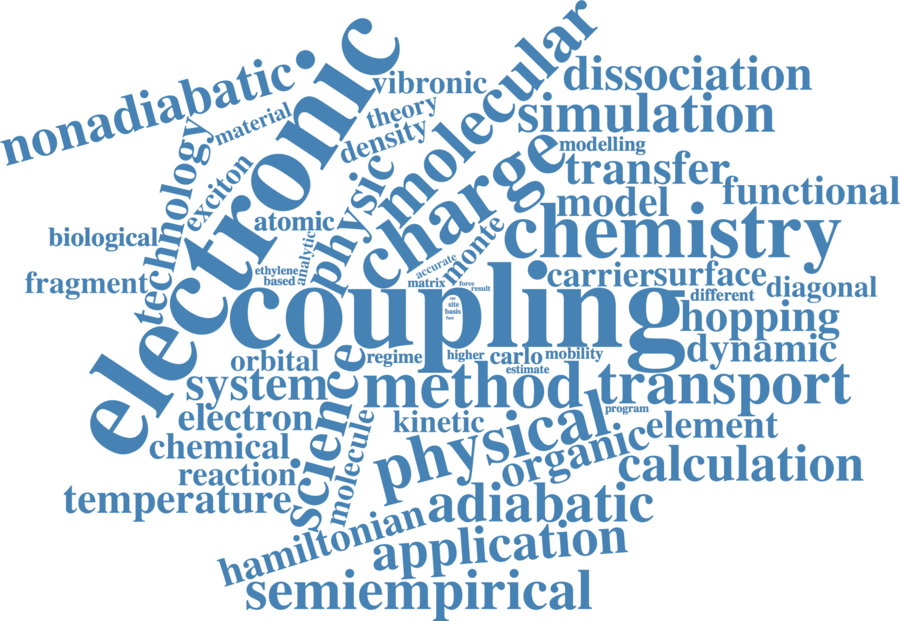 electronic
molecular
dissociation
nonadiabatic
vibronic
simulation
material
theory
density
charge
modelling
transfer
technology
exciton
physic
functional
atomic
model
monte
chemistry
biological
analytic
accurate
carrier
surface
fragment
ethylene
based
matrix
force
result
different
diagonal
coupling
site
basis
fast
hopping
orbital
regime
higher
carlo
mobility
dynamic
estimate
system
science
method
transport
electron
molecule
kinetic
program
physical
element
chemical
organic
reaction
calculation
temperature
adiabatic
hamiltonian
application
semiempirical